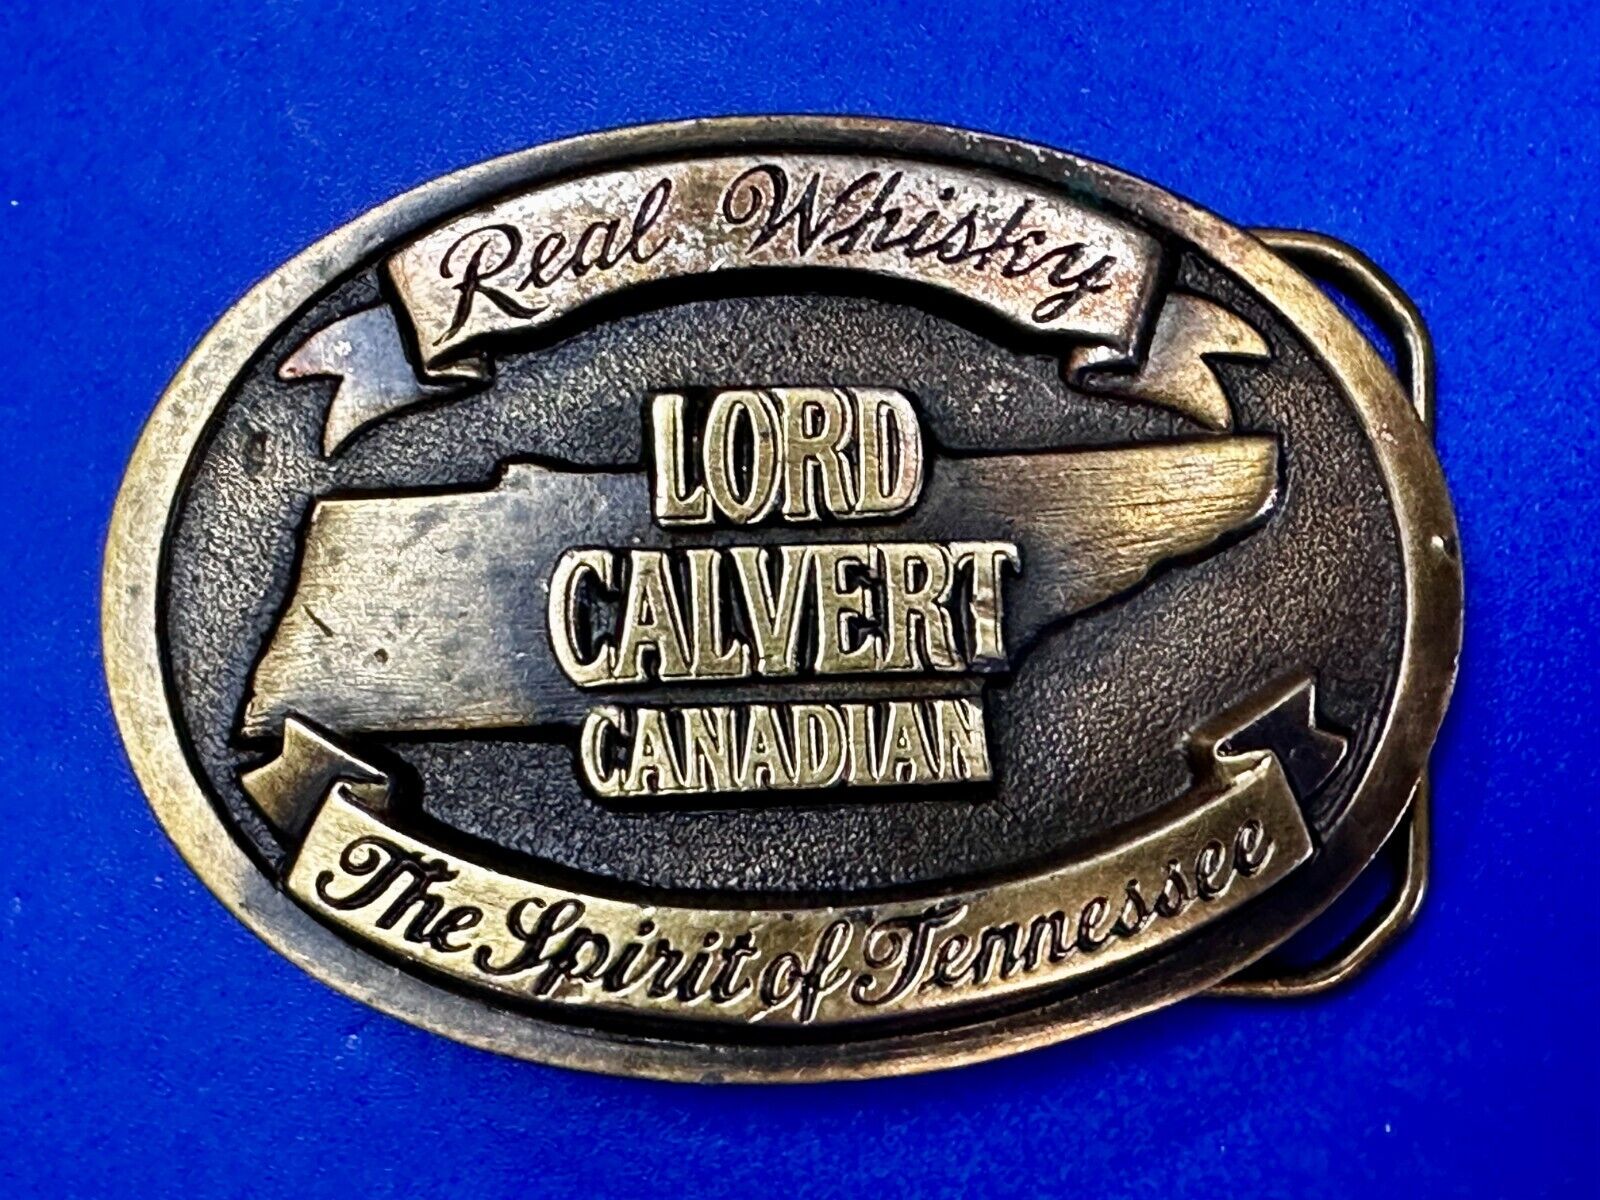 Real Whisky
LORD
CALVERT
CANADIAN
The Spirit of Tennessee